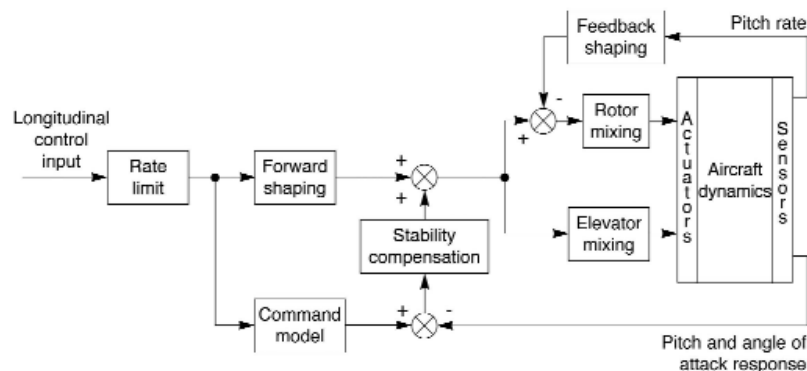 Feedback
shaping
Pitch rate
Longitudinal
control
input
Rate
limit
Forward
shaping
+
+
Stability
compensation
Command
model
+
-
-
+
Rotor
mixing
Elevator
mixing
Actuators
Aircraft
dynamics
Sensors
Pitch and angle of
attack response